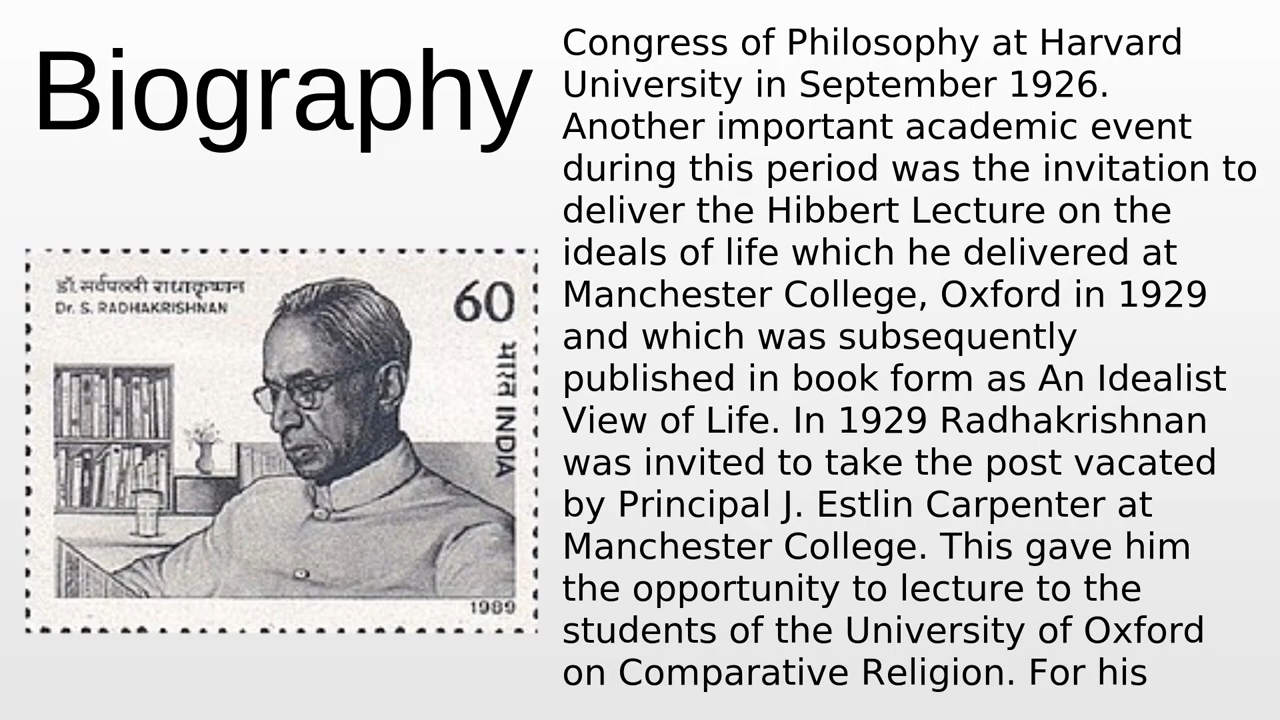 Biography
डॉ. सर्वपल्ली राधाकृष्णन
Dr. S. RADHAKRISHNAN
60
भारत INDIA
1989
Congress of Philosophy at Harvard
University in September 1926.
Another important academic event
during this period was the invitation to
deliver the Hibbert Lecture on the
ideals of life which he delivered at
Manchester College, Oxford in 1929
and which was subsequently
published in book form as An Idealist
View of Life. In 1929 Radhakrishnan
was invited to take the post vacated
by Principal J. Estlin Carpenter at
Manchester College. This gave him
the opportunity to lecture to the
students of the University of Oxford
on Comparative Religion. For his